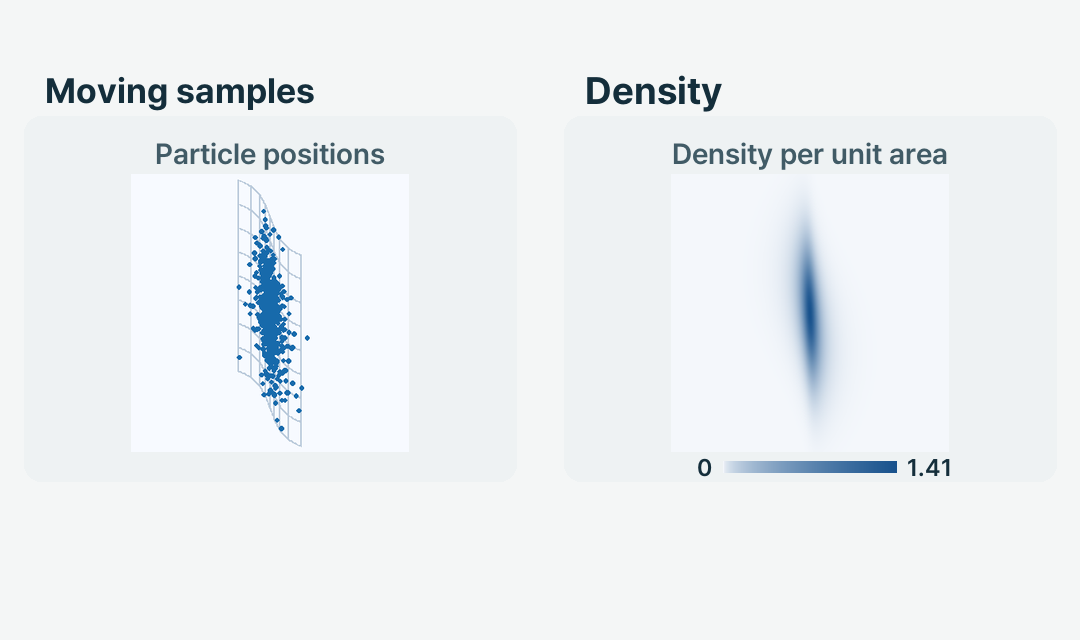 Moving samples
Particle positions
Density
Density per unit area
0
1.41